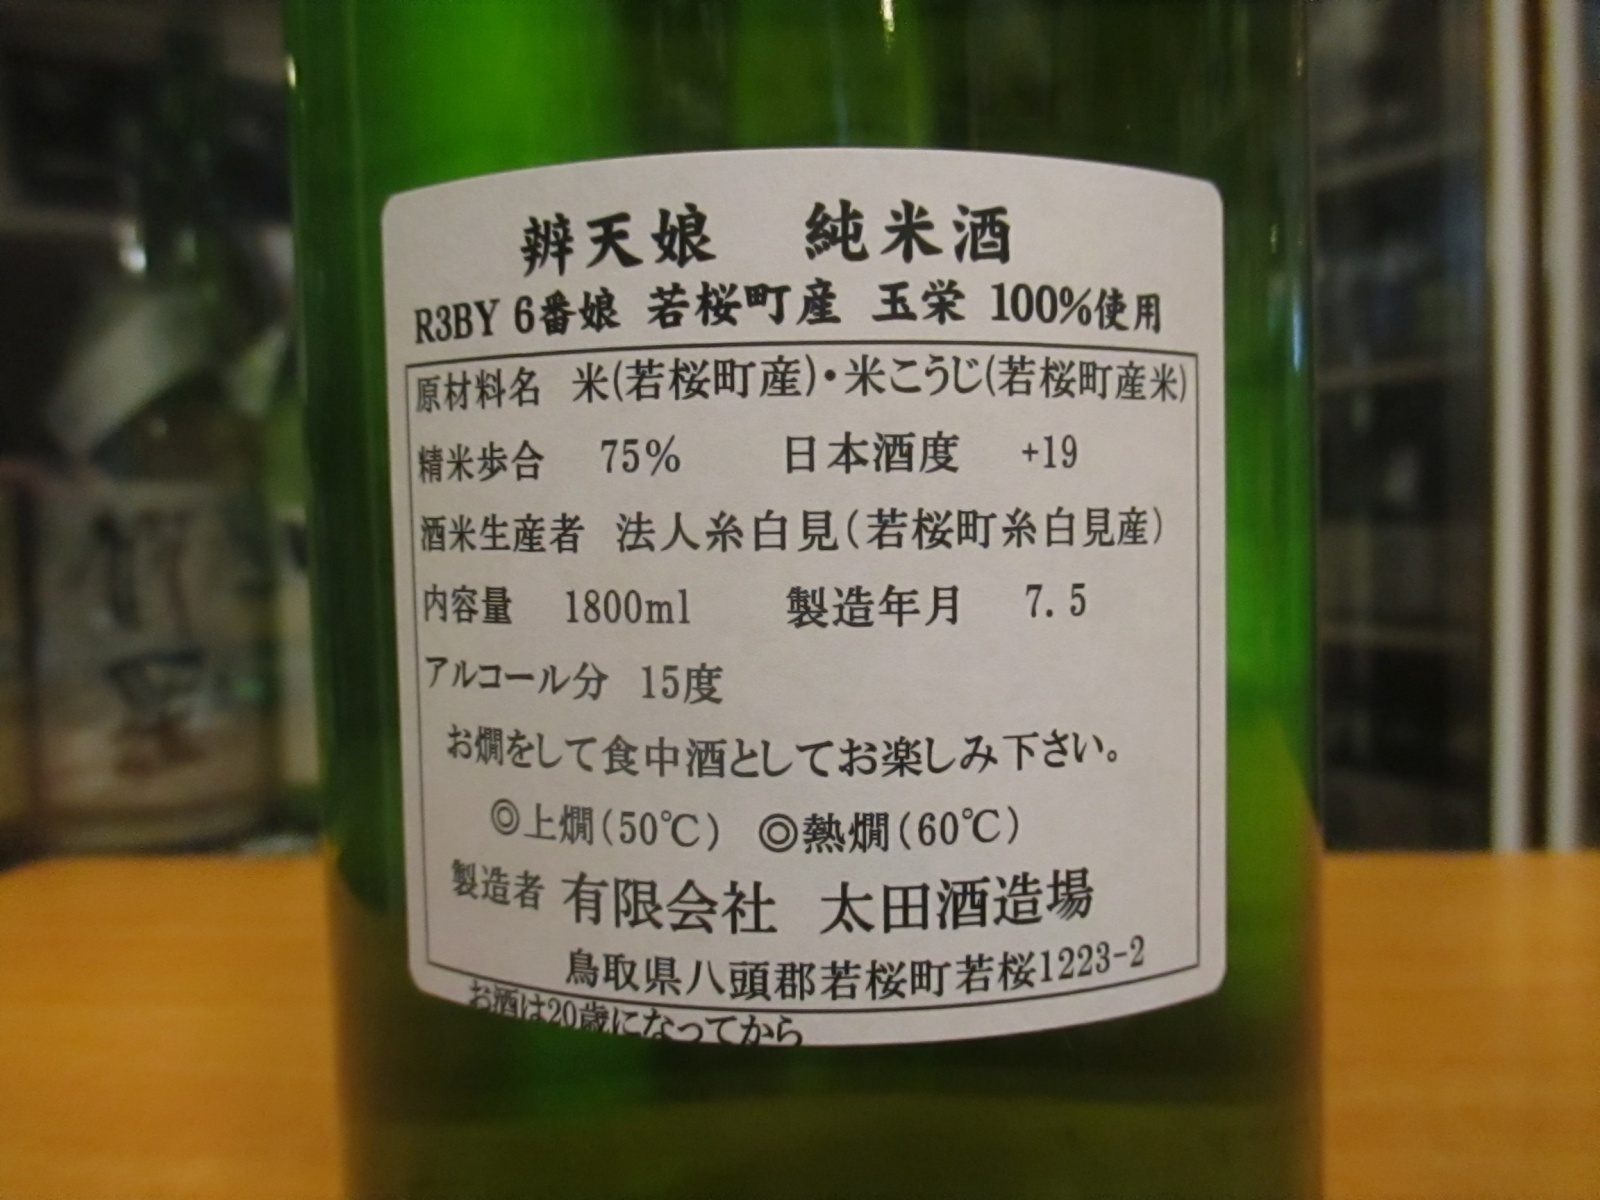 辨天娘 純米酒
R3BY 6番娘 若桜町産 玉栄 100%使用
原材料名 米(若桜町産)・米こうじ(若桜町産米)
精米歩合 75% 日本酒度 +19
酒米生産者 法人糸白見(若桜町糸白見産)
内容量 1800ml 製造年月 7.5
アルコール分 15度
お燗をして食中酒としてお楽しみ下さい。
◎上燗(50℃) ◎熱燗(60℃)
製造者 有限会社 太田酒造場
鳥取県八頭郡若桜町若桜1223-2
お酒は20歳になってから